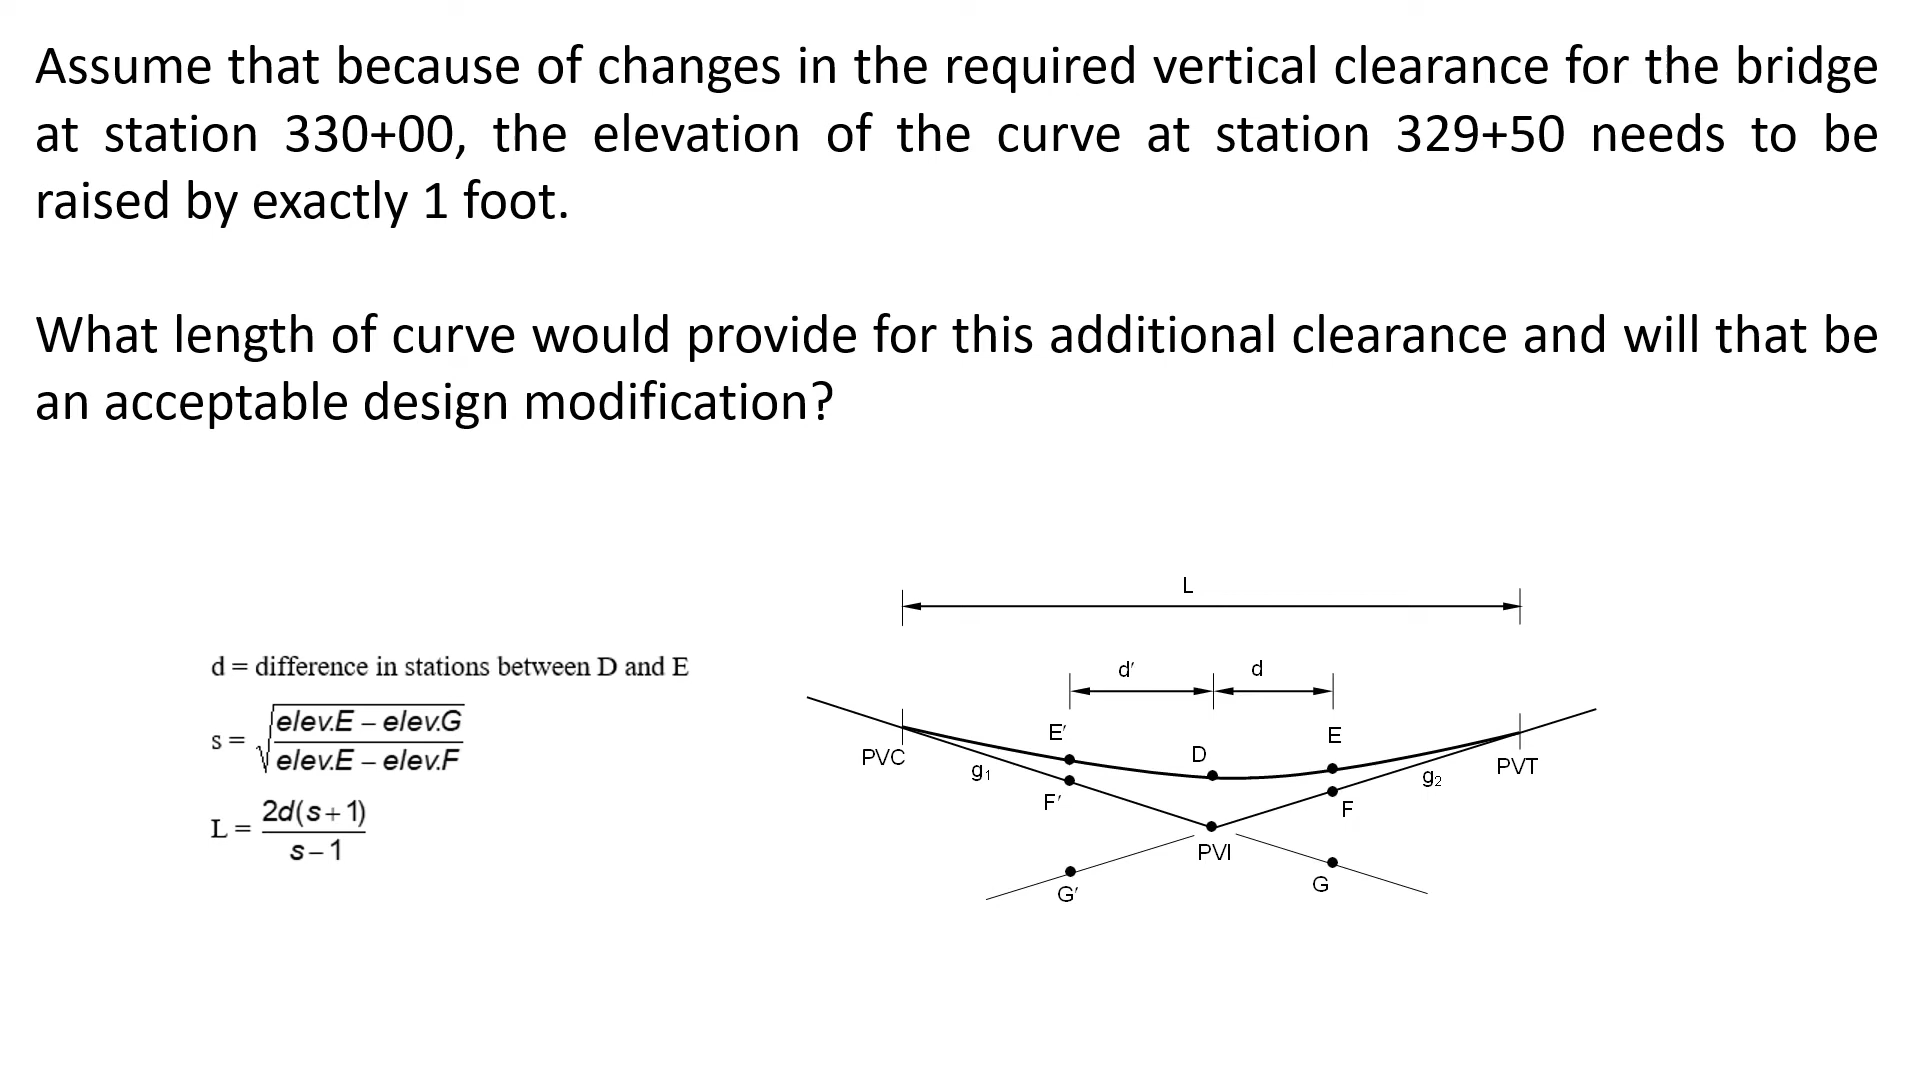 Assume that because of changes in the required vertical clearance for the bridge
at station 330+00, the elevation of the curve at station 329+50 needs to be
raised by exactly 1 foot.
What length of curve would provide for this additional clearance and will that be
an acceptable design modification?
L
d = difference in stations between D and E
s = √(elev.E – elev.G / elev.E – elev.F)
L = 2d(s+1) / s–1
d′
d
E′
D
E
PVC
g₁
g₂
PVT
F′
F
PVI
G′
G